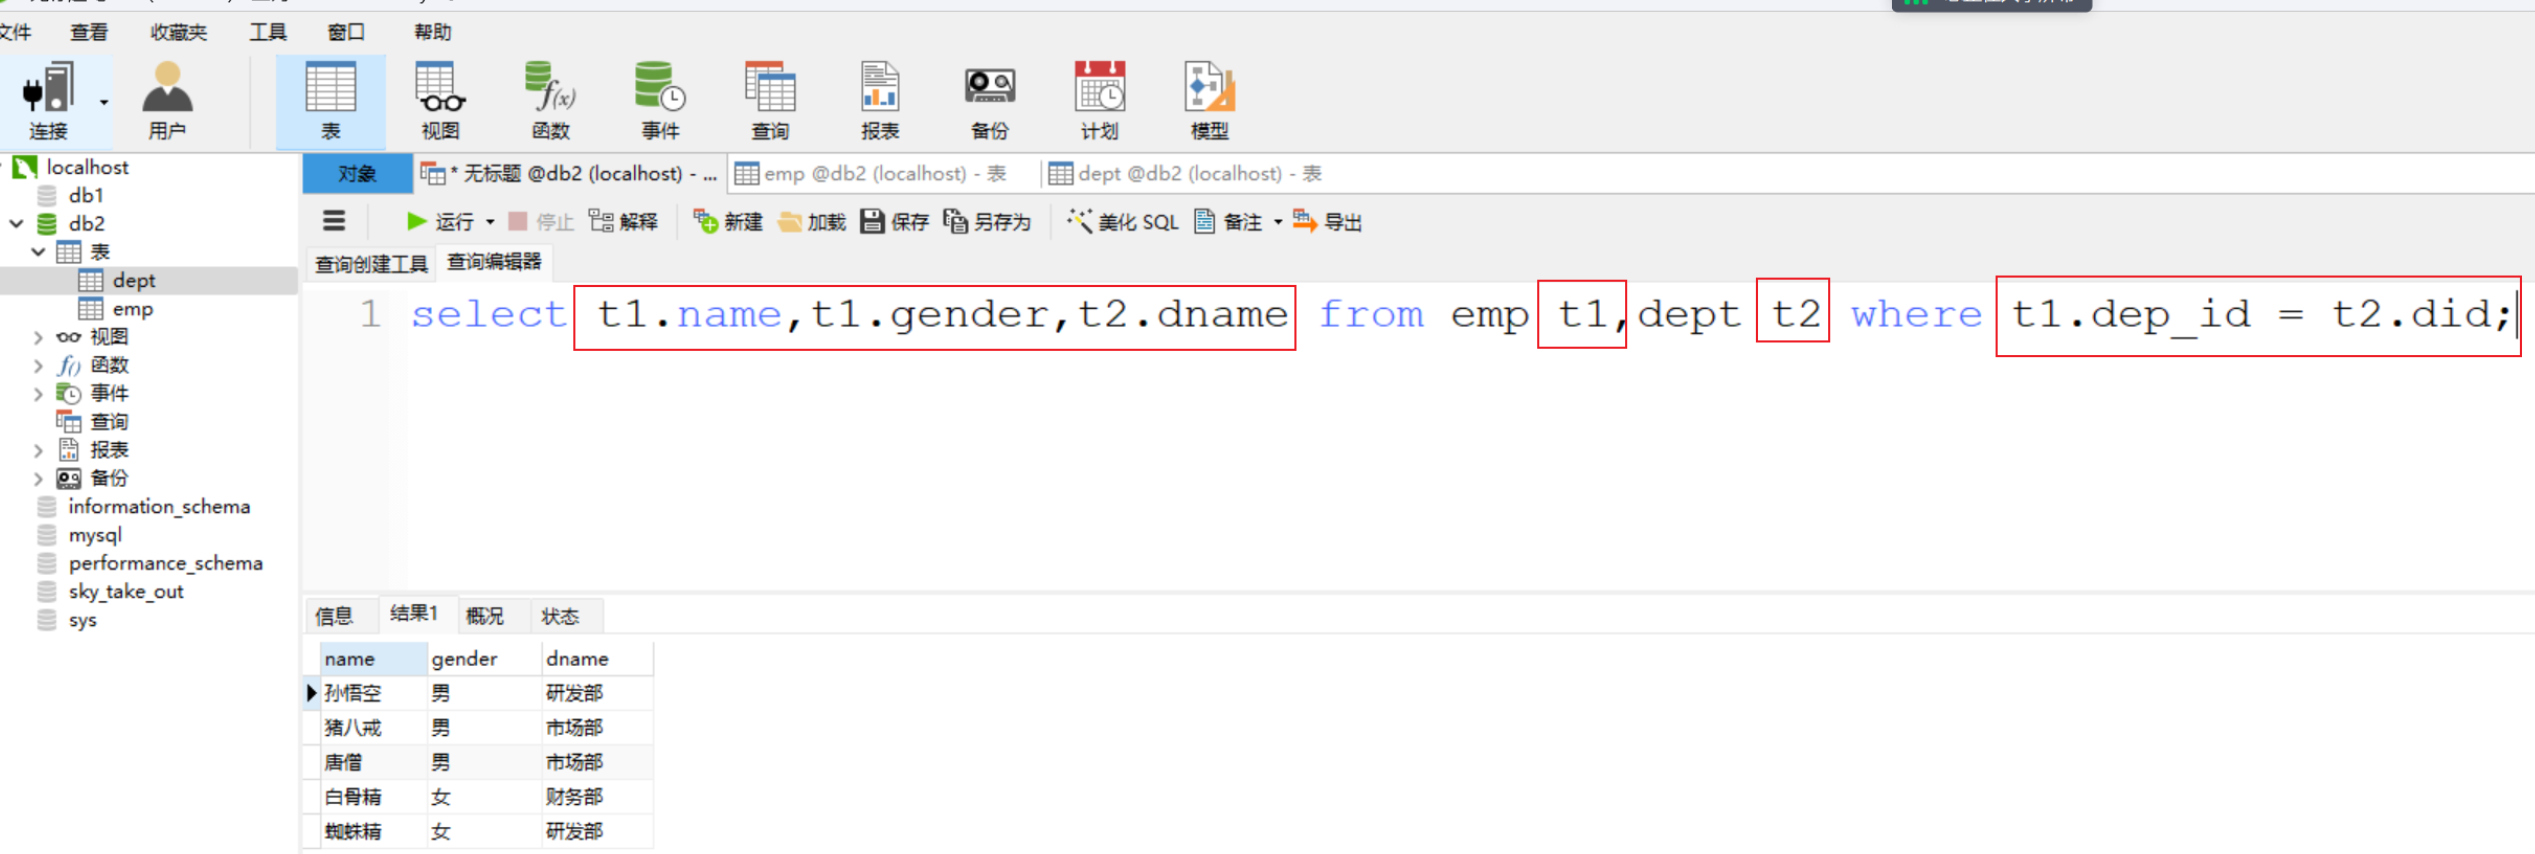 文件 查看 收藏夹 工具 窗口 帮助
连接 用户 表 视图 函数 事件 查询 报表 备份 计划 模型
localhost
db1
db2
表
dept
emp
视图
函数
事件
查询
报表
备份
information_schema
mysql
performance_schema
sky_take_out
sys
对象 * 无标题 @db2 (localhost) - ... emp @db2 (localhost) - 表 dept @db2 (localhost) - 表
运行 停止 解释 新建 加载 保存 另存为 美化 SQL 备注 导出
查询创建工具 查询编辑器
1 select t1.name,t1.gender,t2.dname from emp t1,dept t2 where t1.dep_id = t2.did;
信息 结果1 概况 状态
name gender dname
孙悟空 男 研发部
猪八戒 男 市场部
唐僧 男 市场部
白骨精 女 财务部
蜘蛛精 女 研发部